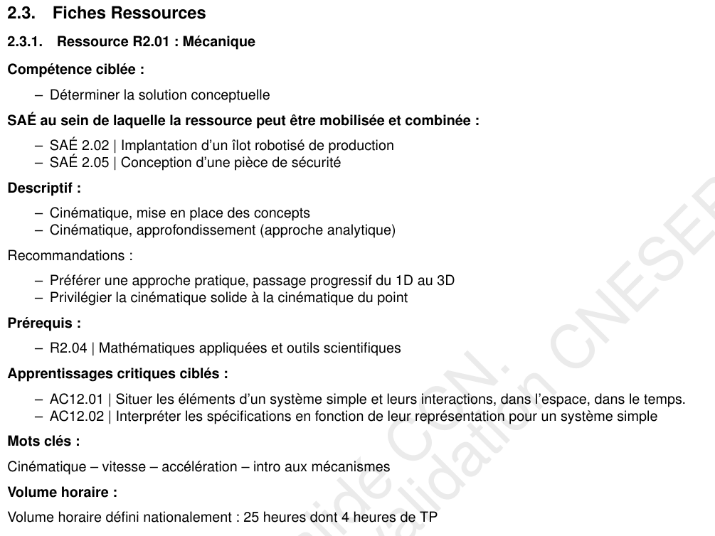 2.3. Fiches Ressources
2.3.1. Ressource R2.01 : Mécanique
Compétence ciblée :
– Déterminer la solution conceptuelle
SAÉ au sein de laquelle la ressource peut être mobilisée et combinée :
– SAÉ 2.02 | Implantation d'un îlot robotisé de production
– SAÉ 2.05 | Conception d'une pièce de sécurité
Descriptif :
– Cinématique, mise en place des concepts
– Cinématique, approfondissement (approche analytique)
Recommandations :
– Préférer une approche pratique, passage progressif du 1D au 3D
– Privilégier la cinématique solide à la cinématique du point
Prérequis :
– R2.04 | Mathématiques appliquées et outils scientifiques
Apprentissages critiques ciblés :
– AC12.01 | Situer les éléments d'un système simple et leurs interactions, dans l'espace, dans le temps.
– AC12.02 | Interpréter les spécifications en fonction de leur représentation pour un système simple
Mots clés :
Cinématique – vitesse – accélération – intro aux mécanismes
Volume horaire :
Volume horaire défini nationalement : 25 heures dont 4 heures de TP
CCN.
CNESER